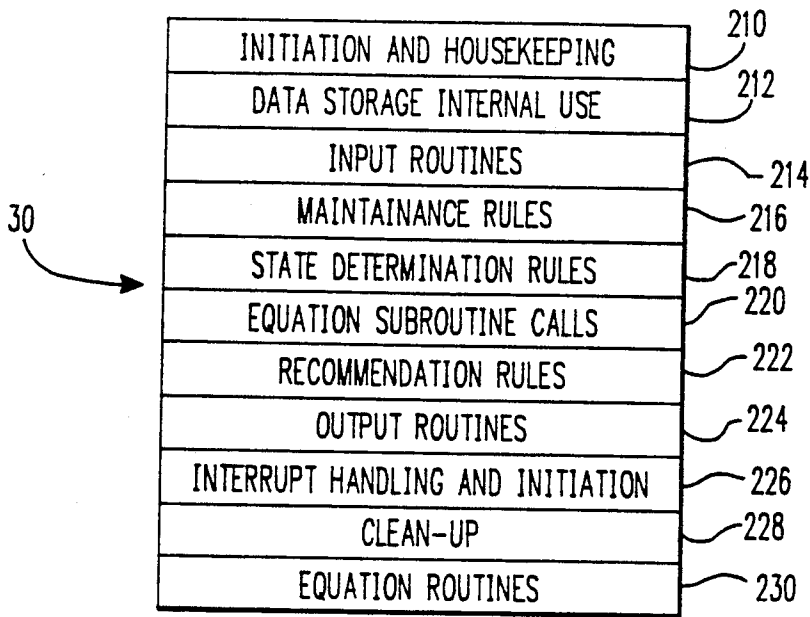 INITIATION AND HOUSEKEEPING 210
DATA STORAGE INTERNAL USE 212
INPUT ROUTINES 214
MAINTAINANCE RULES 216
30
STATE DETERMINATION RULES 218
EQUATION SUBROUTINE CALLS 220
RECOMMENDATION RULES 222
OUTPUT ROUTINES 224
INTERRUPT HANDLING AND INITIATION 226
CLEAN-UP 228
EQUATION ROUTINES 230